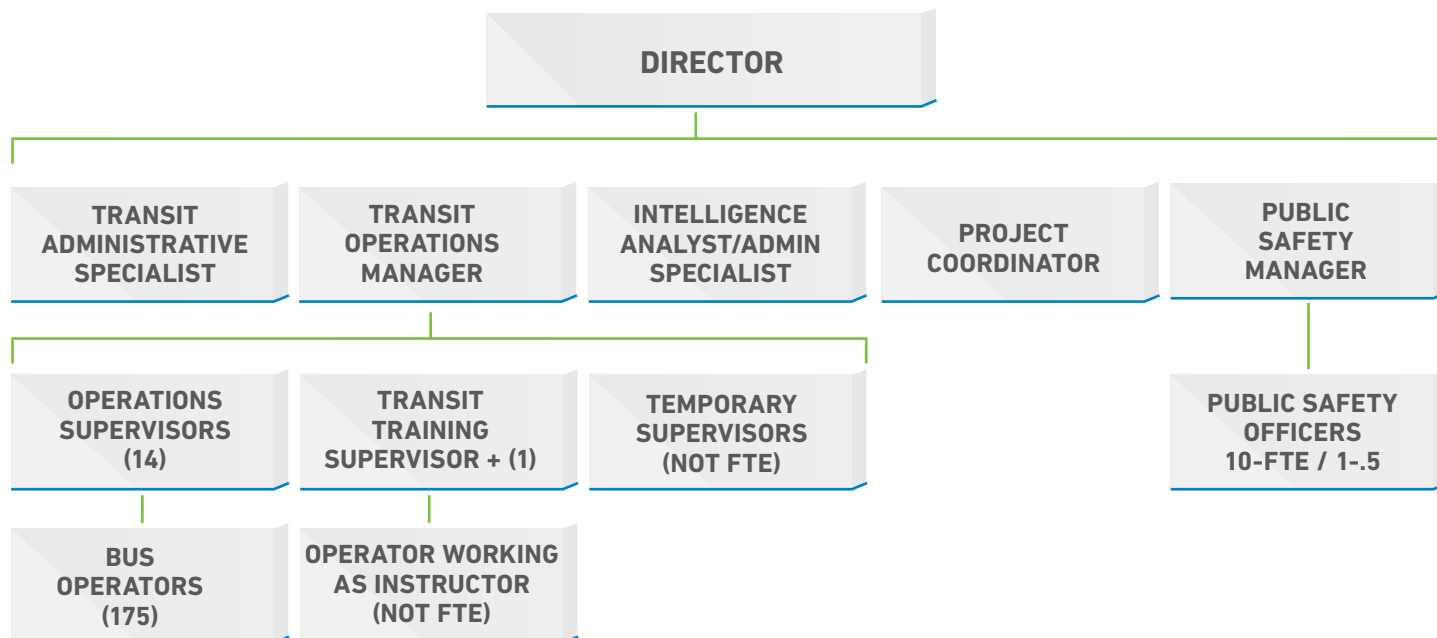 DIRECTOR
TRANSIT
ADMINISTRATIVE
SPECIALIST
TRANSIT
OPERATIONS
MANAGER
INTELLIGENCE
ANALYST/ADMIN
SPECIALIST
PROJECT
COORDINATOR
PUBLIC
SAFETY
MANAGER
OPERATIONS
SUPERVISORS
(14)
TRANSIT
TRAINING
SUPERVISOR + (1)
TEMPORARY
SUPERVISORS
(NOT FTE)
PUBLIC SAFETY
OFFICERS
10-FTE / 1-.5
BUS
OPERATORS
(175)
OPERATOR WORKING
AS INSTRUCTOR
(NOT FTE)